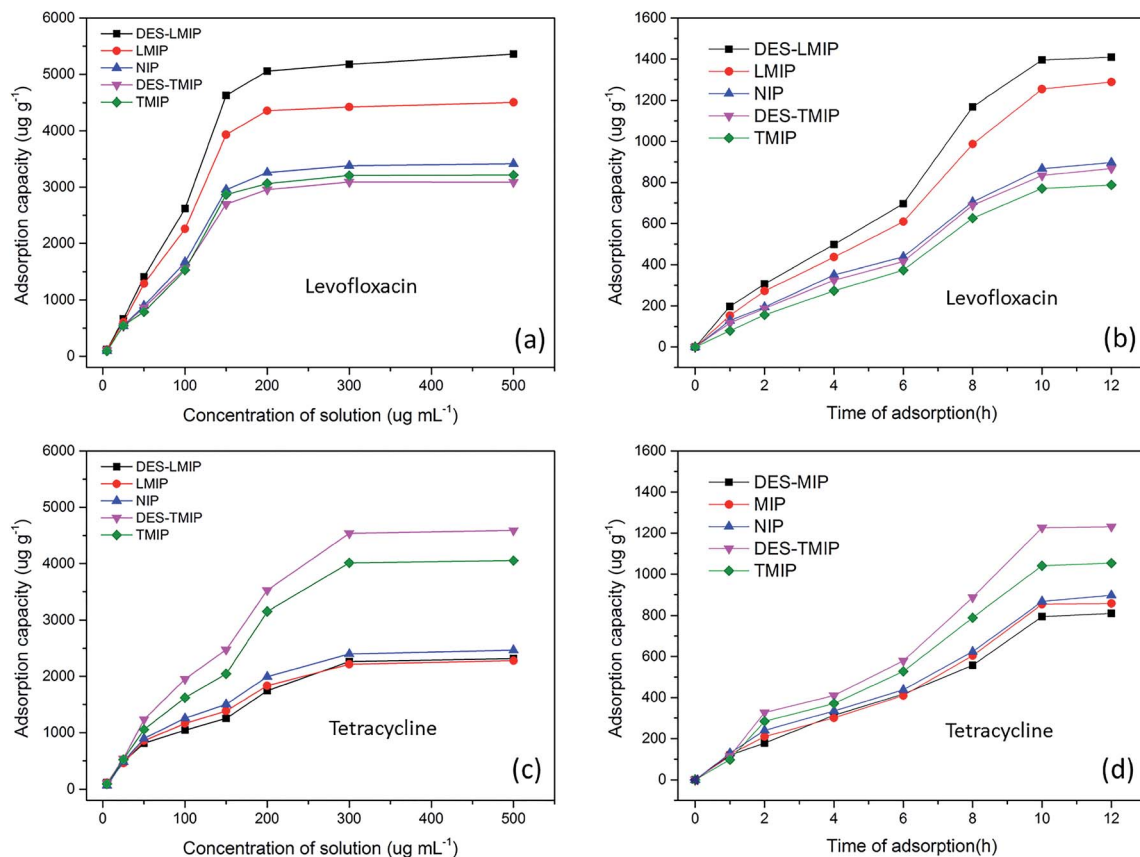 6000
5000
4000
3000
2000
1000
0
Adsorption capacity (ug g⁻¹)
DES-LMIP
LMIP
NIP
DES-TMIP
TMIP
Levofloxacin
(a)
0 100 200 300 400 500
Concentration of solution (ug mL⁻¹)
1600
1400
1200
1000
800
600
400
200
0
Adsorption capacity (ug g⁻¹)
DES-LMIP
LMIP
NIP
DES-TMIP
TMIP
Levofloxacin
(b)
0 2 4 6 8 10 12
Time of adsorption(h)
6000
5000
4000
3000
2000
1000
0
Adsorption capacity (ug g⁻¹)
DES-LMIP
LMIP
NIP
DES-TMIP
TMIP
Tetracycline
(c)
0 100 200 300 400 500
Concentration of solution (ug mL⁻¹)
1600
1400
1200
1000
800
600
400
200
0
Adsorption capacity (ug g⁻¹)
DES-MIP
MIP
NIP
DES-TMIP
TMIP
Tetracycline
(d)
0 2 4 6 8 10 12
Time of adsorption(h)